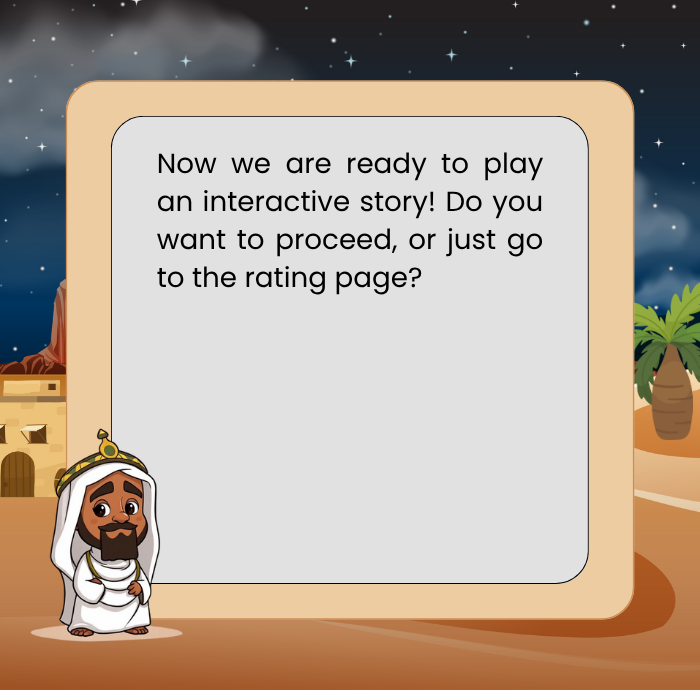 Now we are ready to play
an interactive story! Do you
want to proceed, or just go
to the rating page?